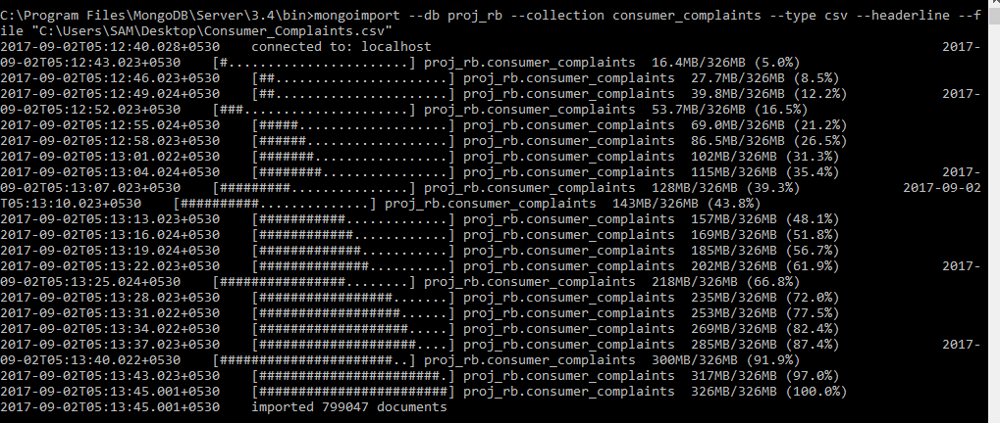 C:\Program Files\MongoDB\Server\3.4\bin>mongoimport --db proj_rb --collection consumer_complaints --type csv --headerline --f
ile "C:\Users\SAM\Desktop\Consumer_Complaints.csv"
2017-09-02T05:12:40.028+0530    connected to: localhost                                                                 2017-
09-02T05:12:43.023+0530    [#.......................] proj_rb.consumer_complaints  16.4MB/326MB (5.0%)
2017-09-02T05:12:46.023+0530    [##......................] proj_rb.consumer_complaints  27.7MB/326MB (8.5%)
2017-09-02T05:12:49.024+0530    [##......................] proj_rb.consumer_complaints  39.8MB/326MB (12.2%)            2017-
09-02T05:12:52.023+0530    [###.....................] proj_rb.consumer_complaints  53.7MB/326MB (16.5%)
2017-09-02T05:12:55.024+0530    [#####...................] proj_rb.consumer_complaints  69.0MB/326MB (21.2%)
2017-09-02T05:12:58.023+0530    [######..................] proj_rb.consumer_complaints  86.5MB/326MB (26.5%)
2017-09-02T05:13:01.022+0530    [#######.................] proj_rb.consumer_complaints  102MB/326MB (31.3%)
2017-09-02T05:13:04.024+0530    [########................] proj_rb.consumer_complaints  115MB/326MB (35.4%)             2017-
09-02T05:13:07.023+0530    [#########...............] proj_rb.consumer_complaints  128MB/326MB (39.3%)             2017-09-02
T05:13:10.023+0530    [##########..............] proj_rb.consumer_complaints  143MB/326MB (43.8%)
2017-09-02T05:13:13.023+0530    [###########.............] proj_rb.consumer_complaints  157MB/326MB (48.1%)
2017-09-02T05:13:16.024+0530    [############............] proj_rb.consumer_complaints  169MB/326MB (51.8%)
2017-09-02T05:13:19.024+0530    [#############...........] proj_rb.consumer_complaints  185MB/326MB (56.7%)
2017-09-02T05:13:22.023+0530    [##############..........] proj_rb.consumer_complaints  202MB/326MB (61.9%)             2017-
09-02T05:13:25.024+0530    [################........] proj_rb.consumer_complaints  218MB/326MB (66.8%)
2017-09-02T05:13:28.023+0530    [#################.......] proj_rb.consumer_complaints  235MB/326MB (72.0%)
2017-09-02T05:13:31.022+0530    [##################......] proj_rb.consumer_complaints  253MB/326MB (77.5%)
2017-09-02T05:13:34.022+0530    [###################.....] proj_rb.consumer_complaints  269MB/326MB (82.4%)
2017-09-02T05:13:37.023+0530    [####################....] proj_rb.consumer_complaints  285MB/326MB (87.4%)             2017-
09-02T05:13:40.022+0530    [######################..] proj_rb.consumer_complaints  300MB/326MB (91.9%)
2017-09-02T05:13:43.023+0530    [#######################.] proj_rb.consumer_complaints  317MB/326MB (97.0%)
2017-09-02T05:13:45.001+0530    [########################] proj_rb.consumer_complaints  326MB/326MB (100.0%)
2017-09-02T05:13:45.001+0530    imported 799047 documents